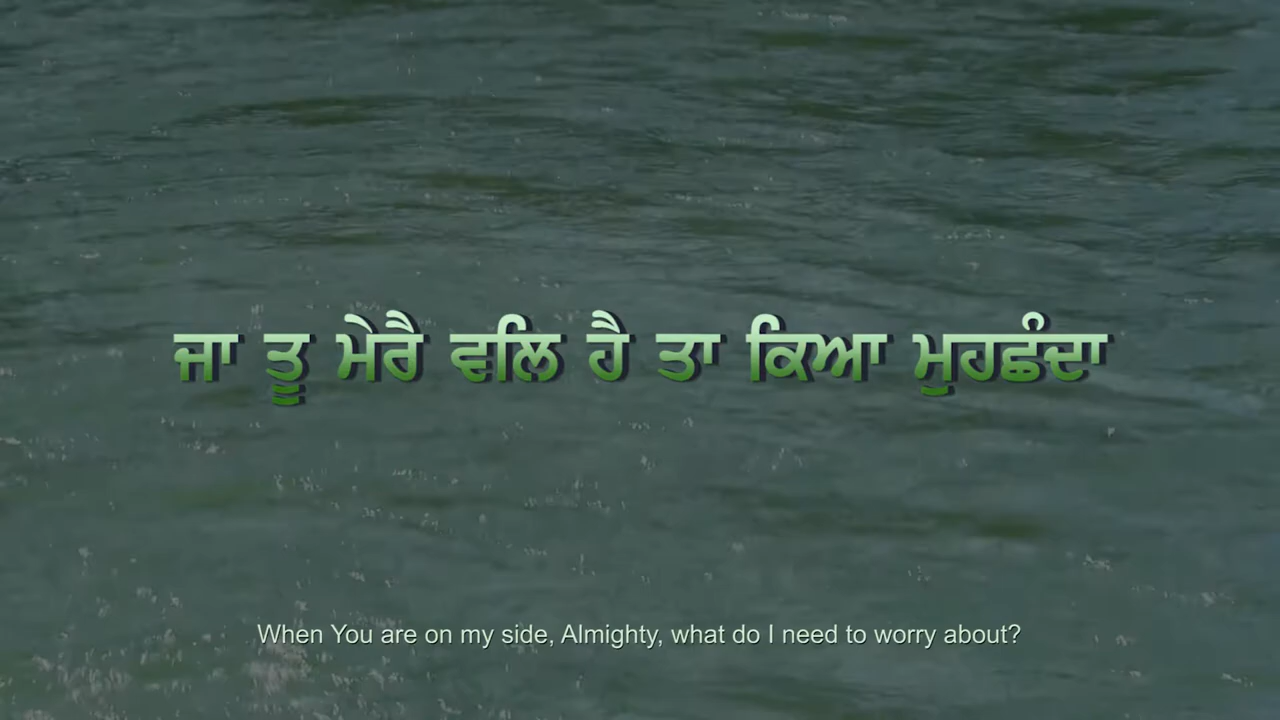 ਜਾ ਤੂ ਮੇਰੈ ਵਲਿ ਹੈ ਤਾ ਕਿਆ ਮੁਹਛੰਦਾ
When You are on my side, Almighty, what do I need to worry about?